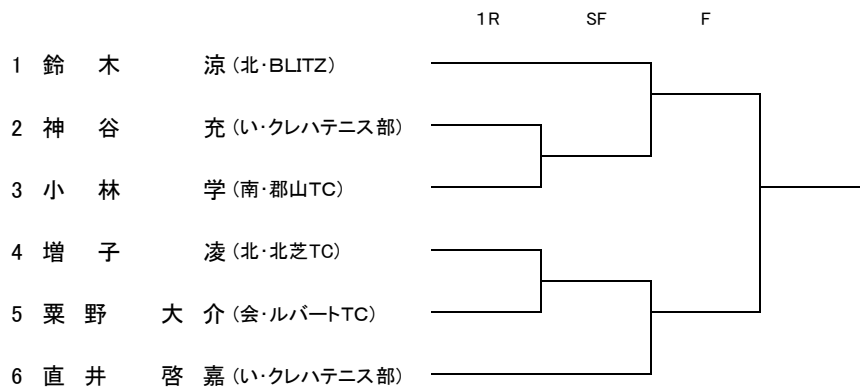 1R SF F
1 鈴 木 涼 (北・BLITZ)
2 神 谷 充 (い・クレハテニス部)
3 小 林 学 (南・郡山TC)
4 増 子 凌 (北・北芝TC)
5 粟 野 大 介 (会・ルバートTC)
6 直 井 啓 嘉 (い・クレハテニス部)